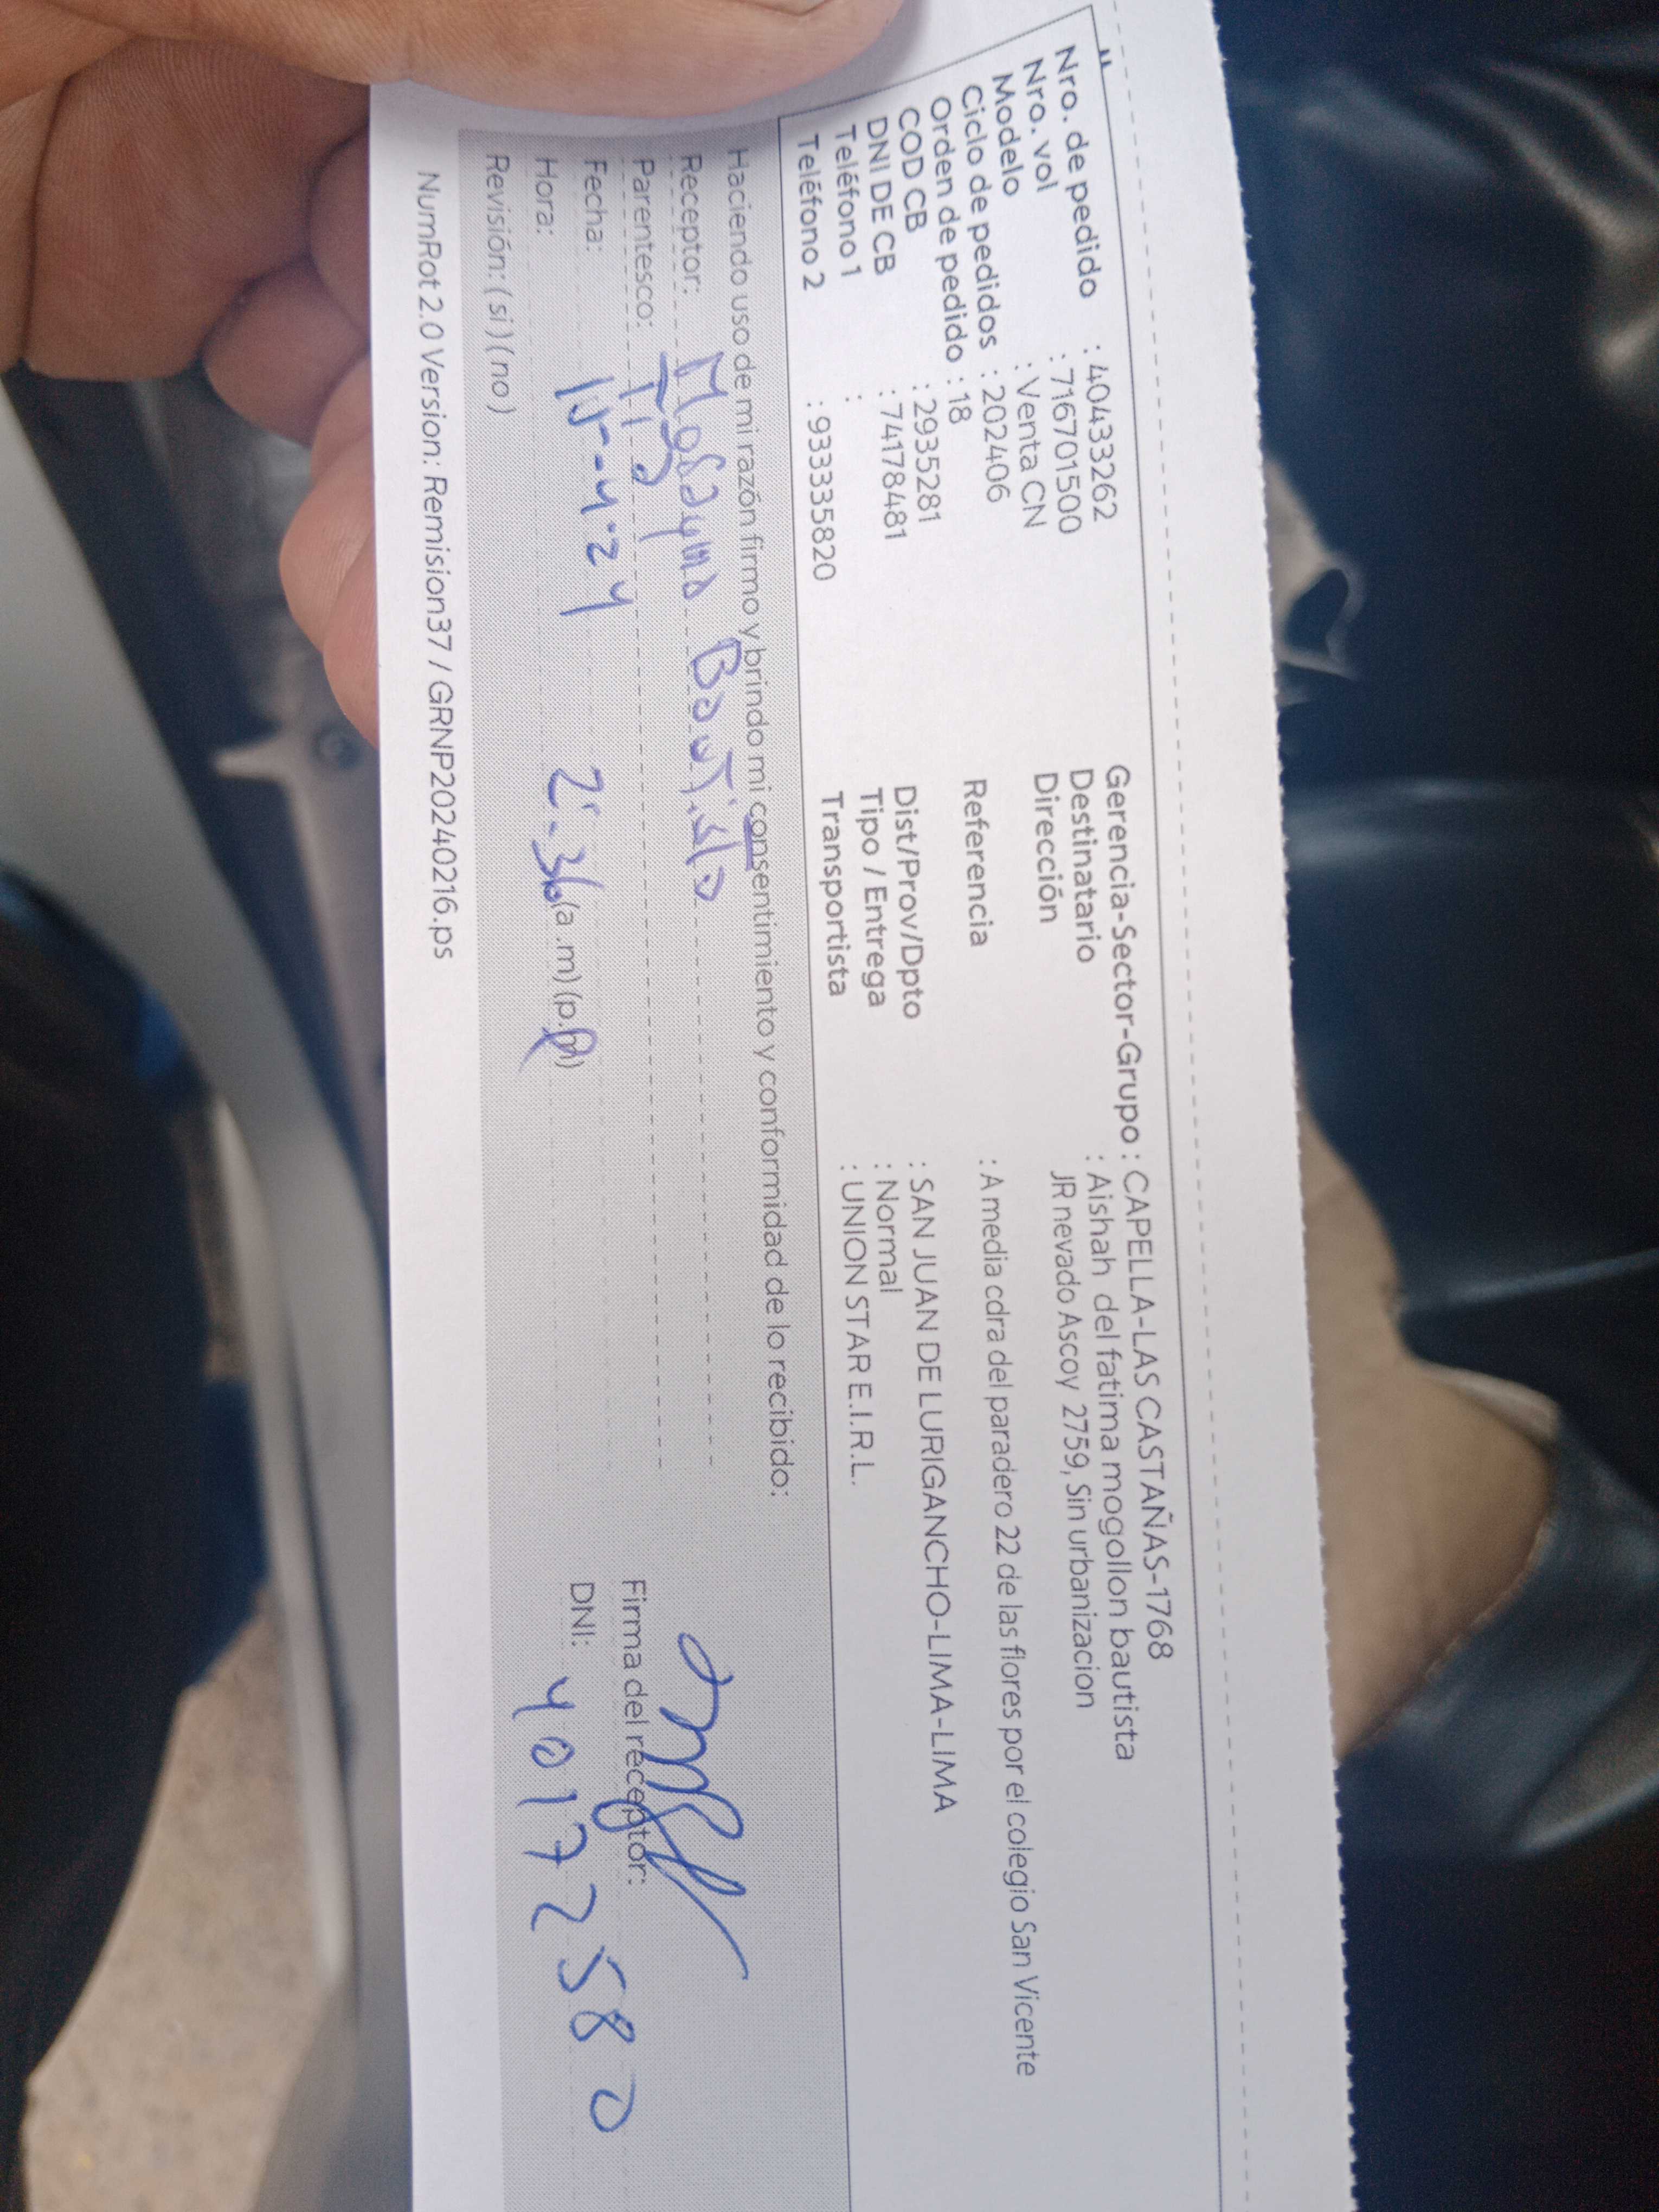 Nro. de pedido : 40433262
Nro. vol : 716701500
Modelo : Venta CN
Ciclo de pedidos : 202406
Orden de pedido : 18
COD CB : 2935281
DNI DE CB : 74178481
Teléfono 1 :
Teléfono 2 : 933335820
Gerencia-Sector-Grupo : CAPELLA-LAS CASTAÑAS-1768
Destinatario : Aishah del fatima mogollon bautista
Dirección JR nevado Ascoy 2759, Sin urbanizacion
Referencia : A media cdra del paradero 22 de las flores por el colegio San Vicente
Dist/Prov/Dpto : SAN JUAN DE LURIGANCHO-LIMA-LIMA
Tipo / Entrega : Normal
Transportista : UNION STAR E.I.R.L.
Haciendo uso de mi razón firmo y brindo mi consentimiento y conformidad de lo recibido:
Receptor: BauTista
Parentesco: Tia
Fecha: 15-4-24
Hora: 2:36 (a .m) (p.m)
Revisión: (si) (no)
Firma del receptor:
DNI: 40172580
NumRot 2.0 Version: Remision37 / GRNP20240216.ps